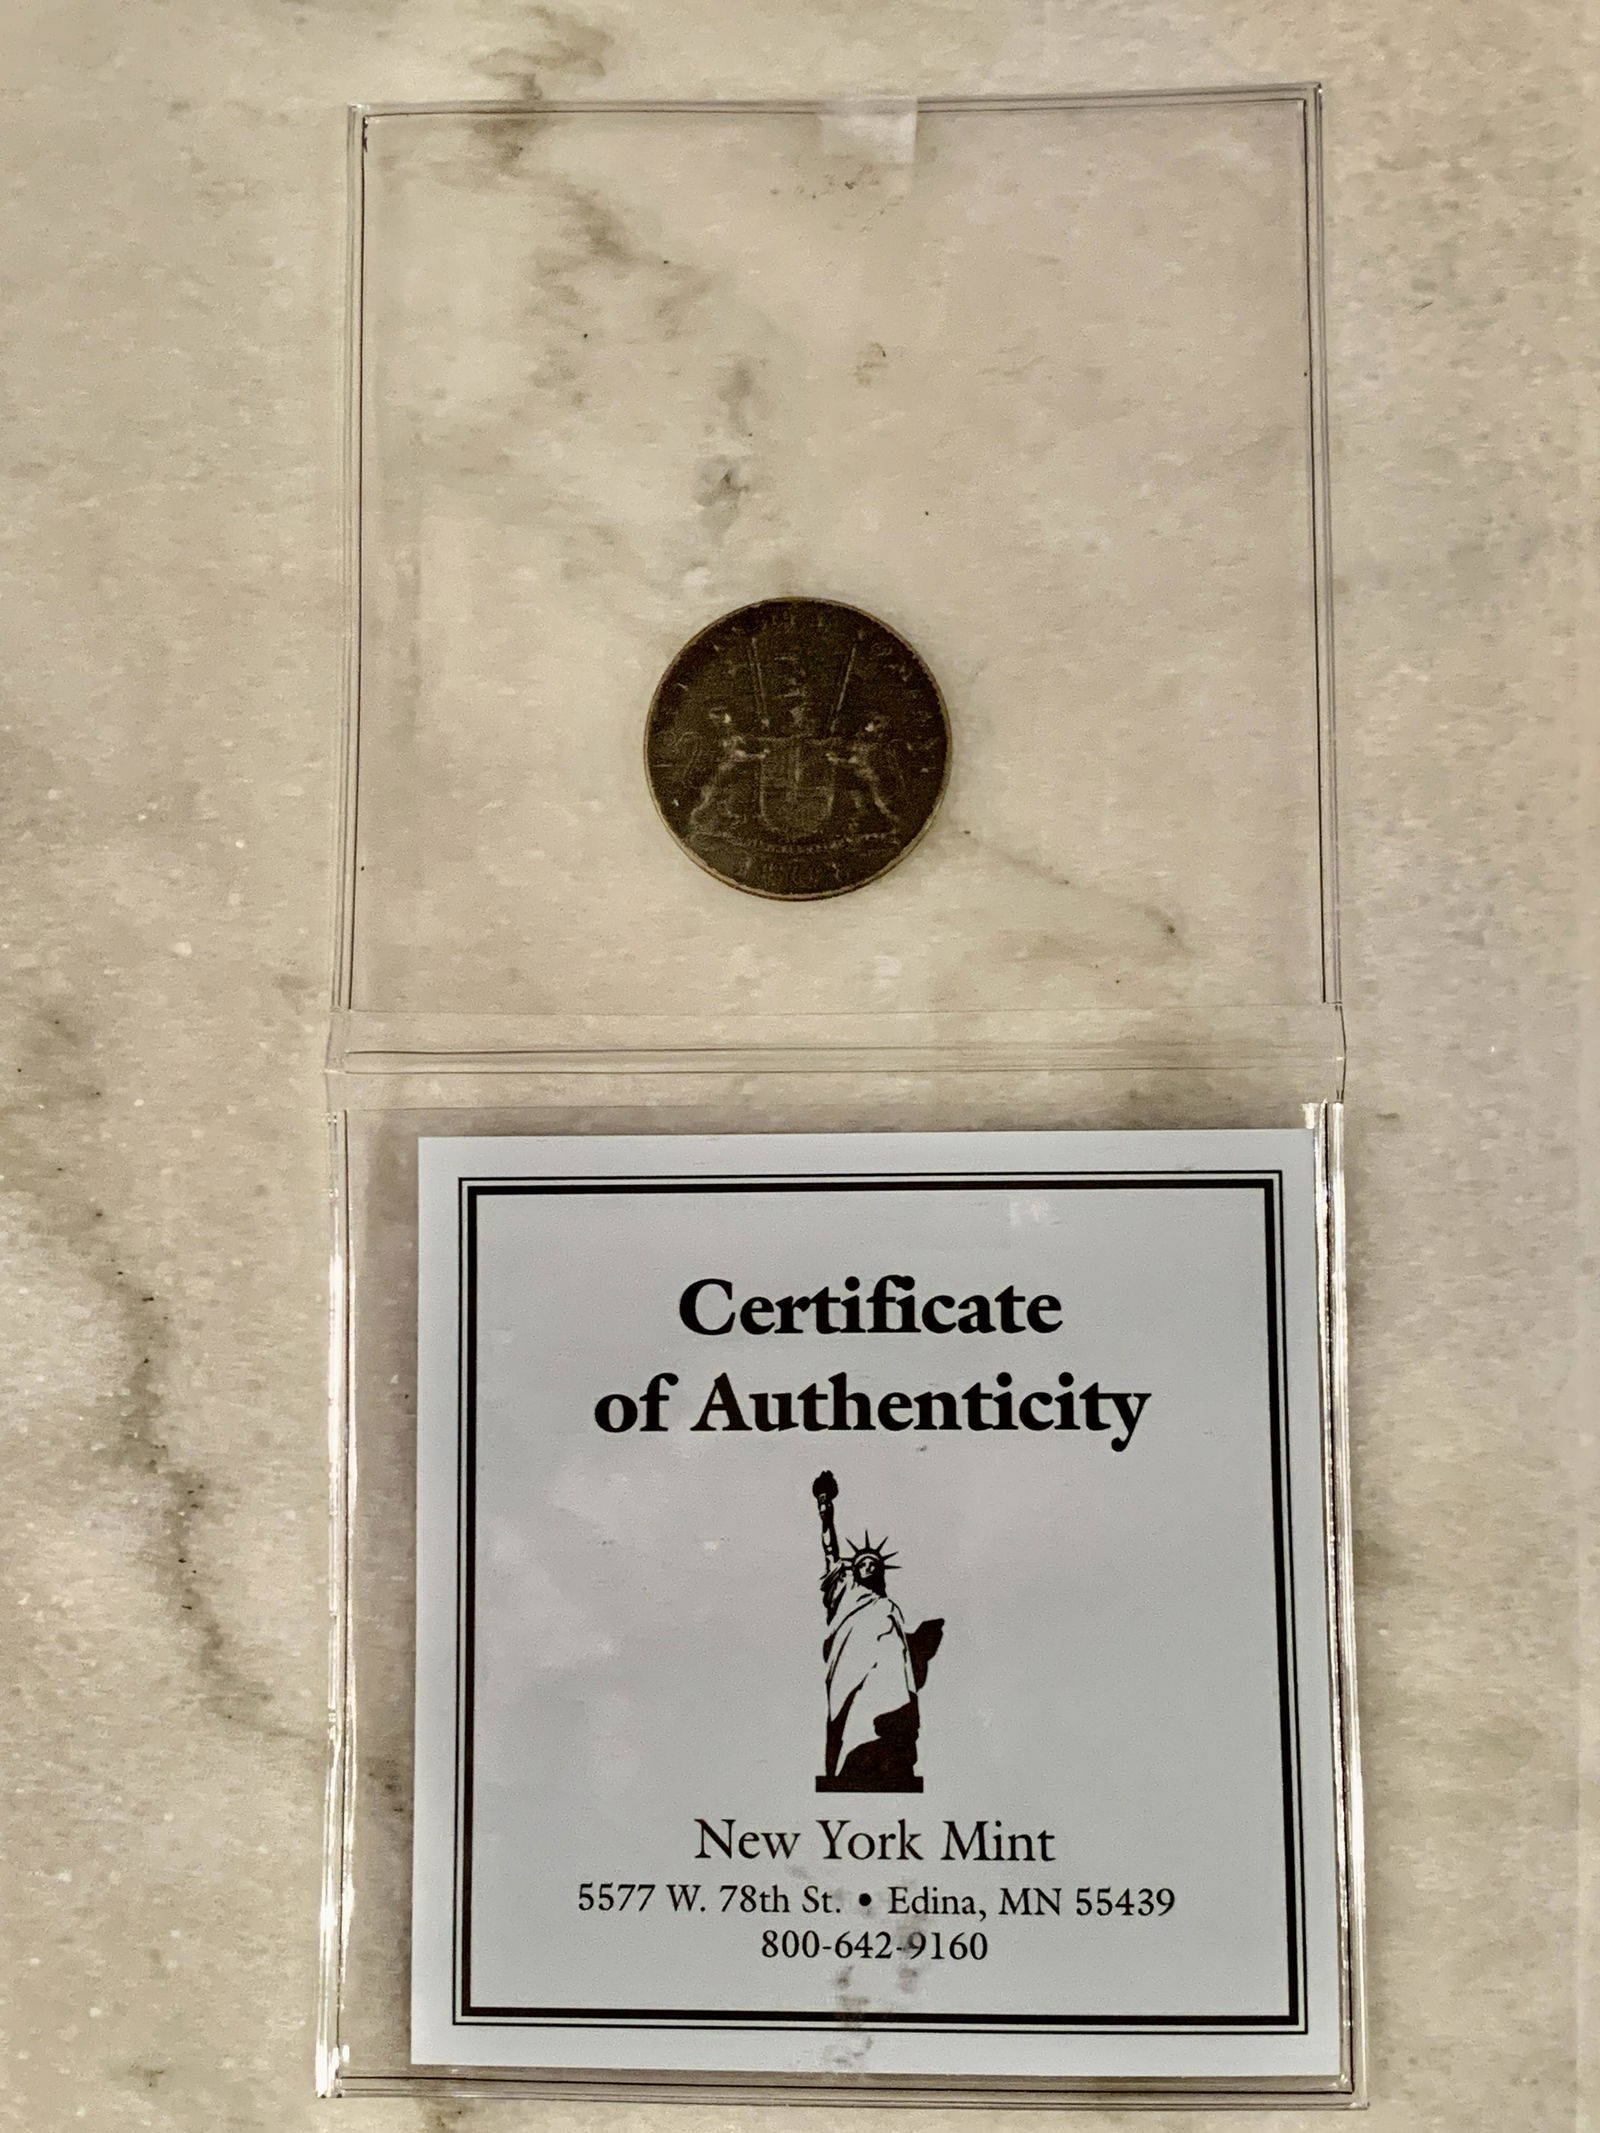 Certificate
of Authenticity
New York Mint
5577 W. 78th St. • Edina, MN 55439
800-642-9160